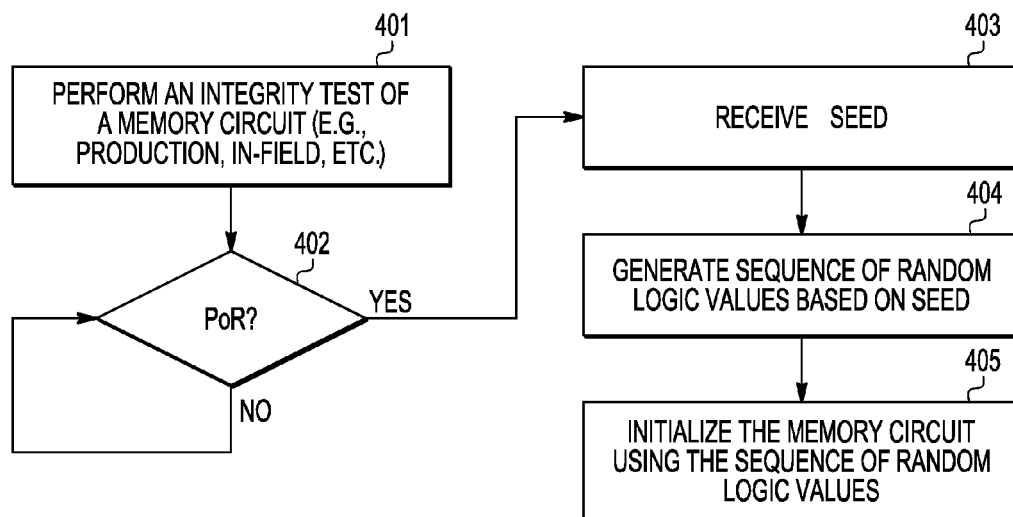 401
PERFORM AN INTEGRITY TEST OF
A MEMORY CIRCUIT (E.G.,
PRODUCTION, IN-FIELD, ETC.)
402
PoR?
YES
NO
403
RECEIVE SEED
404
GENERATE SEQUENCE OF RANDOM
LOGIC VALUES BASED ON SEED
405
INITIALIZE THE MEMORY CIRCUIT
USING THE SEQUENCE OF RANDOM
LOGIC VALUES